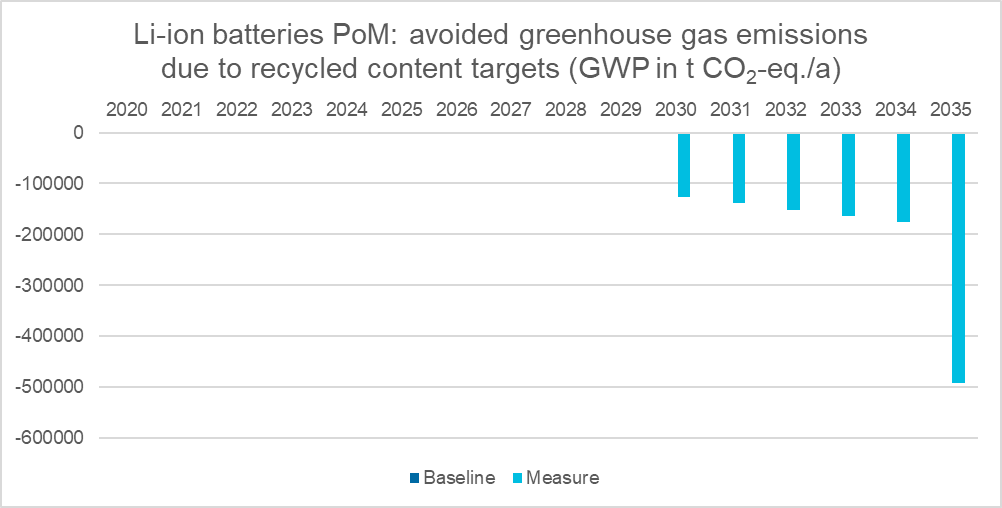 Li-ion batteries PoM: avoided greenhouse gas emissions
due to recycled content targets (GWP in t CO₂-eq./a)
2020 2021 2022 2023 2024 2025 2026 2027 2028 2029 2030 2031 2032 2033 2034 2035
0
-100000
-200000
-300000
-400000
-500000
-600000
Baseline Measure